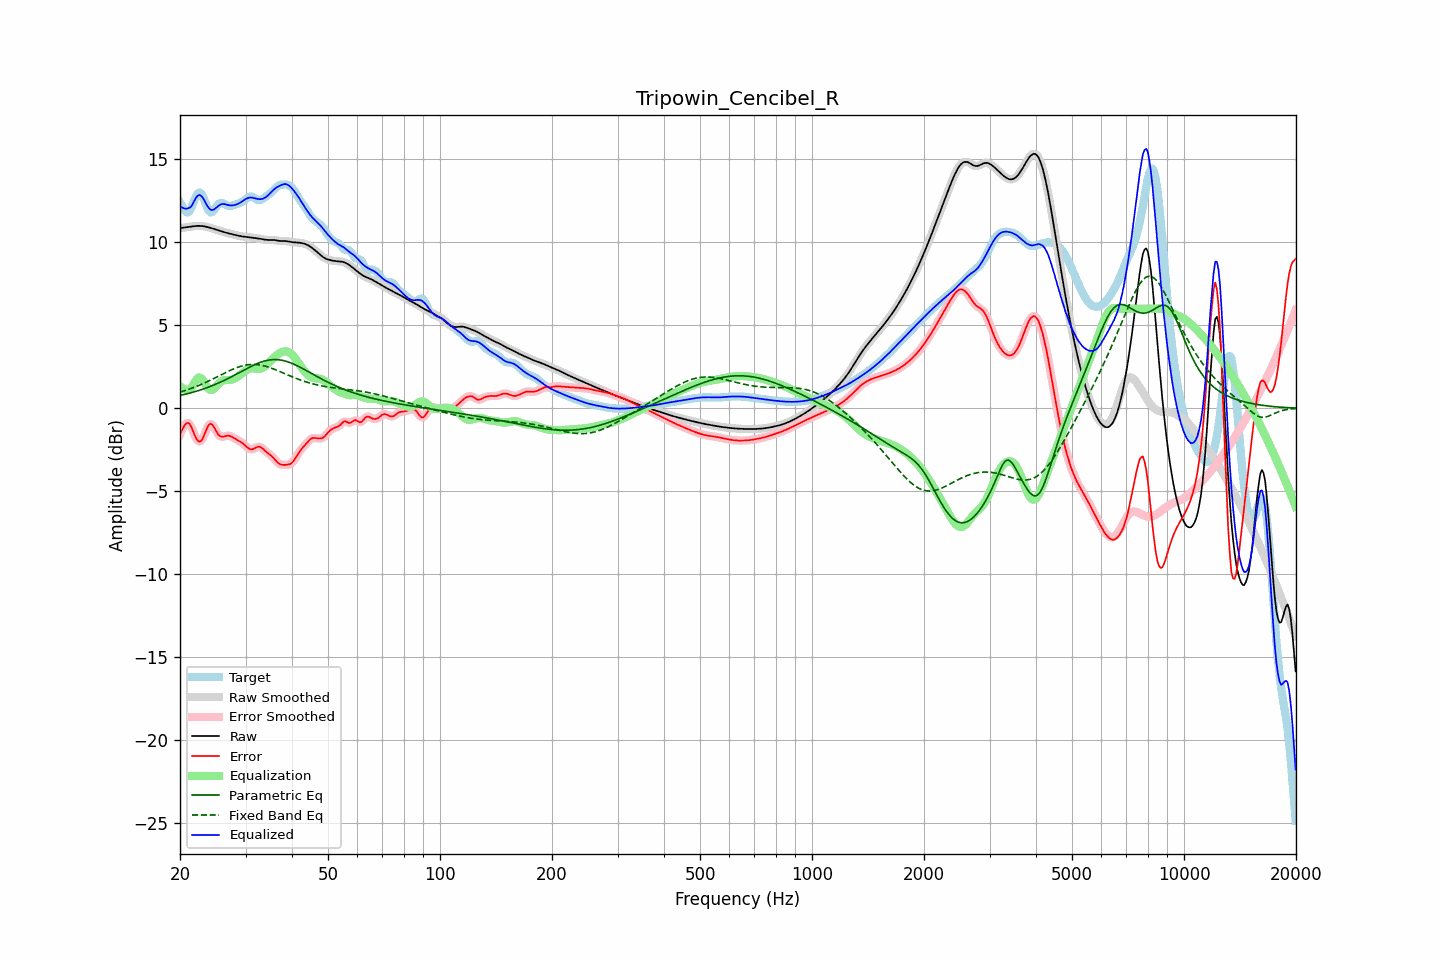 Tripowin_Cencibel_R
15
10
5
0
−5
−10
−15
−20
−25
Amplitude (dBr)
Target
Raw Smoothed
Error Smoothed
Raw
Error
Equalization
Parametric Eq
Fixed Band Eq
Equalized
20 50 100 200 500 1000 2000 5000 10000 20000
Frequency (Hz)